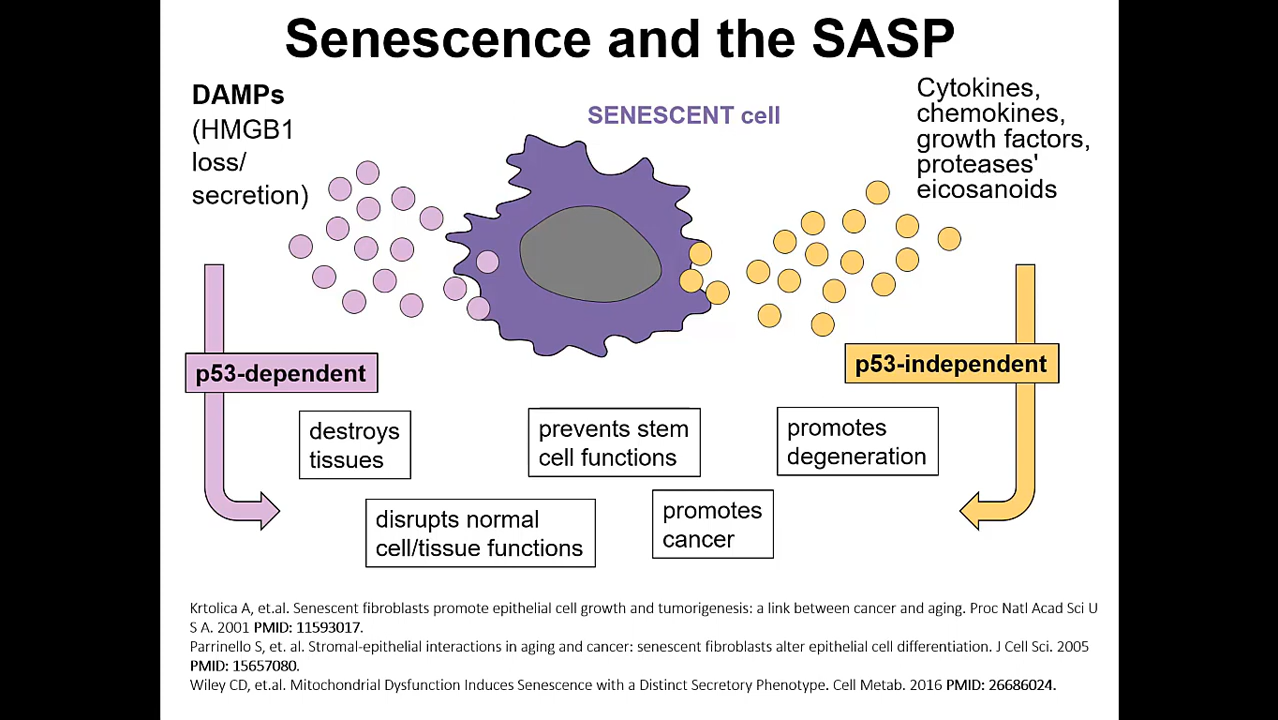 Senescence and the SASP
DAMPs
(HMGB1
loss/
secretion)
SENESCENT cell
Cytokines,
chemokines,
growth factors,
proteases'
eicosanoids
p53-dependent
p53-independent
destroys
tissues
prevents stem
cell functions
promotes
degeneration
disrupts normal
cell/tissue functions
promotes
cancer
Krtolica A, et.al. Senescent fibroblasts promote epithelial cell growth and tumorigenesis: a link between cancer and aging. Proc Natl Acad Sci U
S A. 2001 PMID: 11593017.
Parrinello S, et. al. Stromal-epithelial interactions in aging and cancer: senescent fibroblasts alter epithelial cell differentiation. J Cell Sci. 2005
PMID: 15657080.
Wiley CD, et.al. Mitochondrial Dysfunction Induces Senescence with a Distinct Secretory Phenotype. Cell Metab. 2016 PMID: 26686024.